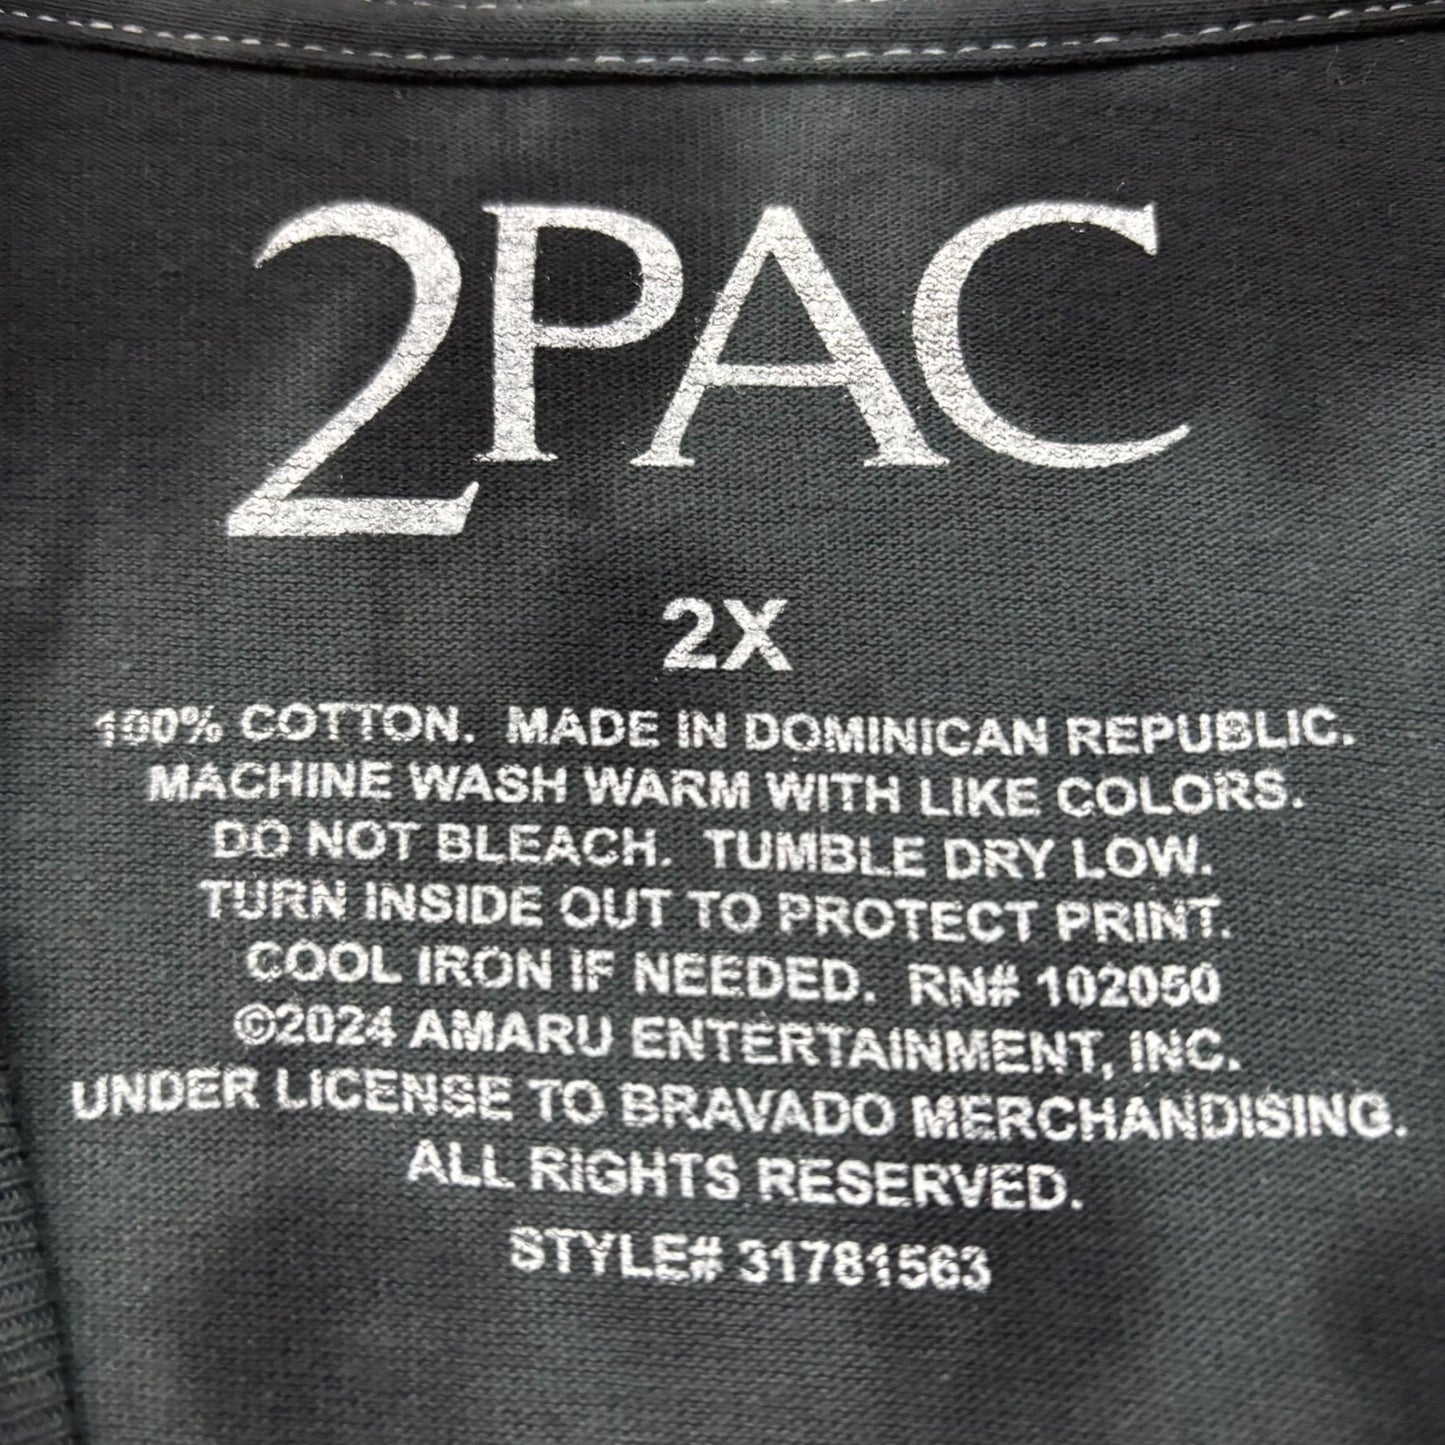 2PAC
2X
100% COTTON. MADE IN DOMINICAN REPUBLIC.
MACHINE WASH WARM WITH LIKE COLORS.
DO NOT BLEACH. TUMBLE DRY LOW.
TURN INSIDE OUT TO PROTECT PRINT.
COOL IRON IF NEEDED. RN# 102050
©2024 AMARU ENTERTAINMENT, INC.
UNDER LICENSE TO BRAVADO MERCHANDISING.
ALL RIGHTS RESERVED.
STYLE# 31781563